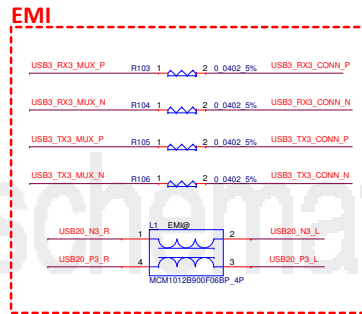 EMI
USB3_RX3_MUX_P R103 1 2 0_0402_5% USB3_RX3_CONN_P
USB3_RX3_MUX_N R104 1 2 0_0402_5% USB3_RX3_CONN_N
USB3_TX3_MUX_P R105 1 2 0_0402_5% USB3_TX3_CONN_P
USB3_TX3_MUX_N R106 1 2 0_0402_5% USB3_TX3_CONN_N
L1 EMI@
USB20_N3_R 1 2 USB20_N3_L
USB20_P3_R 4 3 USB20_P3_L
MCM1012B900F06BP_4P
schema